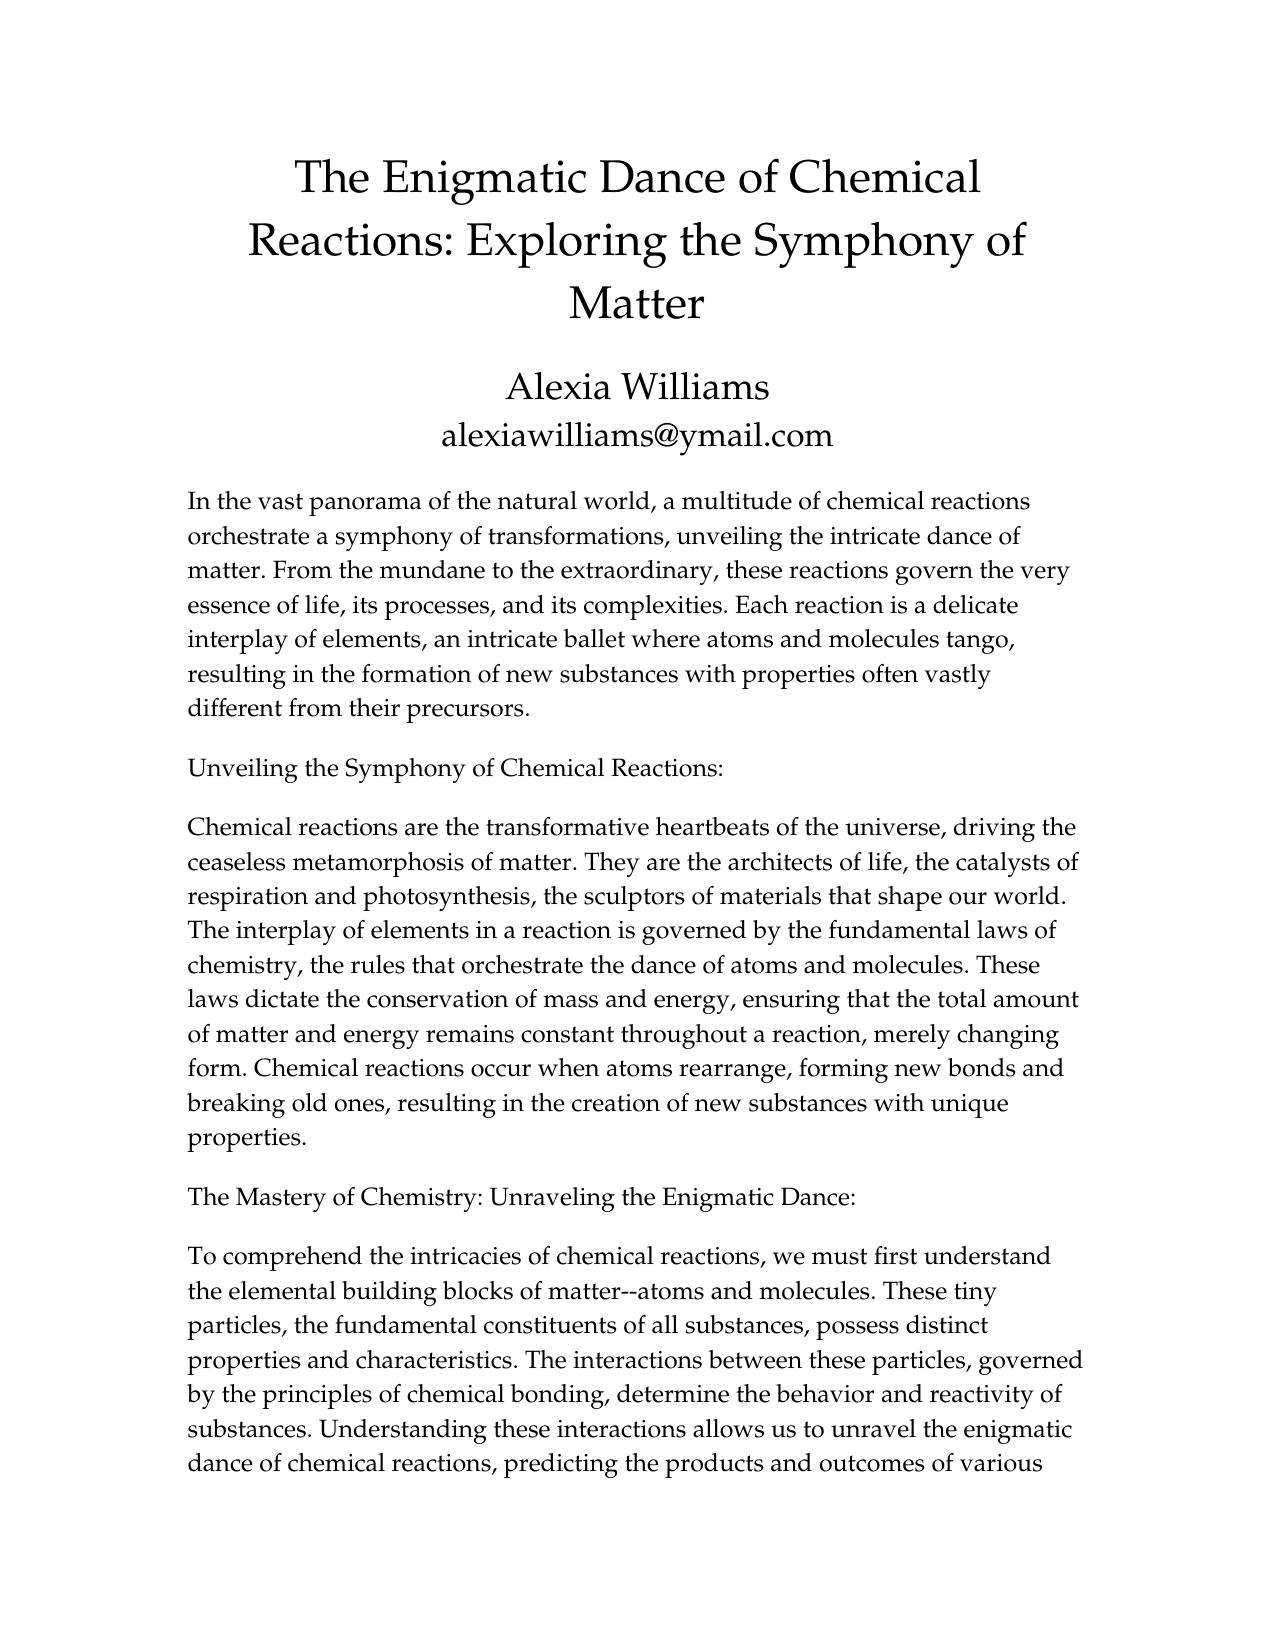 The Enigmatic Dance of Chemical
Reactions: Exploring the Symphony of
Matter
Alexia Williams
alexiawilliams@ymail.com
In the vast panorama of the natural world, a multitude of chemical reactions
orchestrate a symphony of transformations, unveiling the intricate dance of
matter. From the mundane to the extraordinary, these reactions govern the very
essence of life, its processes, and its complexities. Each reaction is a delicate
interplay of elements, an intricate ballet where atoms and molecules tango,
resulting in the formation of new substances with properties often vastly
different from their precursors.
Unveiling the Symphony of Chemical Reactions:
Chemical reactions are the transformative heartbeats of the universe, driving the
ceaseless metamorphosis of matter. They are the architects of life, the catalysts of
respiration and photosynthesis, the sculptors of materials that shape our world.
The interplay of elements in a reaction is governed by the fundamental laws of
chemistry, the rules that orchestrate the dance of atoms and molecules. These
laws dictate the conservation of mass and energy, ensuring that the total amount
of matter and energy remains constant throughout a reaction, merely changing
form. Chemical reactions occur when atoms rearrange, forming new bonds and
breaking old ones, resulting in the creation of new substances with unique
properties.
The Mastery of Chemistry: Unraveling the Enigmatic Dance:
To comprehend the intricacies of chemical reactions, we must first understand
the elemental building blocks of matter--atoms and molecules. These tiny
particles, the fundamental constituents of all substances, possess distinct
properties and characteristics. The interactions between these particles, governed
by the principles of chemical bonding, determine the behavior and reactivity of
substances. Understanding these interactions allows us to unravel the enigmatic
dance of chemical reactions, predicting the products and outcomes of various